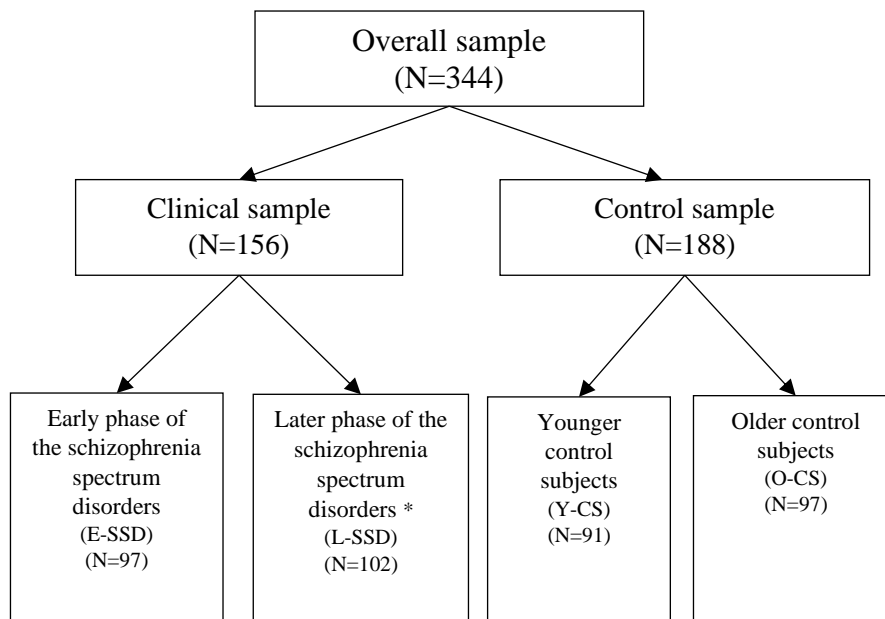 Overall sample
(N=344)
Clinical sample
(N=156)
Control sample
(N=188)
Early phase of
the schizophrenia
spectrum
disorders
(E-SSD)
(N=97)
Later phase of the
schizophrenia
spectrum
disorders *
(L-SSD)
(N=102)
Younger
control
subjects
(Y-CS)
(N=91)
Older control
subjects
(O-CS)
(N=97)